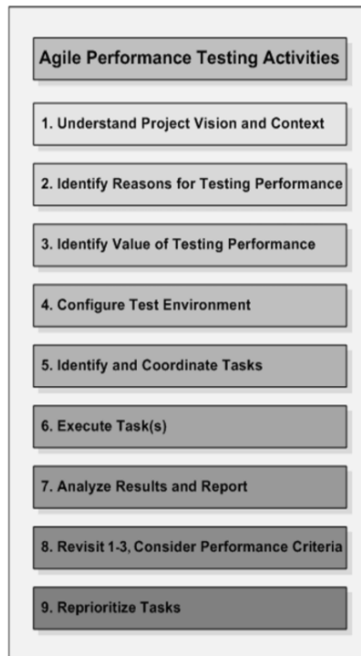 Agile Performance Testing Activities
1. Understand Project Vision and Context
2. Identify Reasons for Testing Performance
3. Identify Value of Testing Performance
4. Configure Test Environment
5. Identify and Coordinate Tasks
6. Execute Task(s)
7. Analyze Results and Report
8. Revisit 1-3, Consider Performance Criteria
9. Reprioritize Tasks